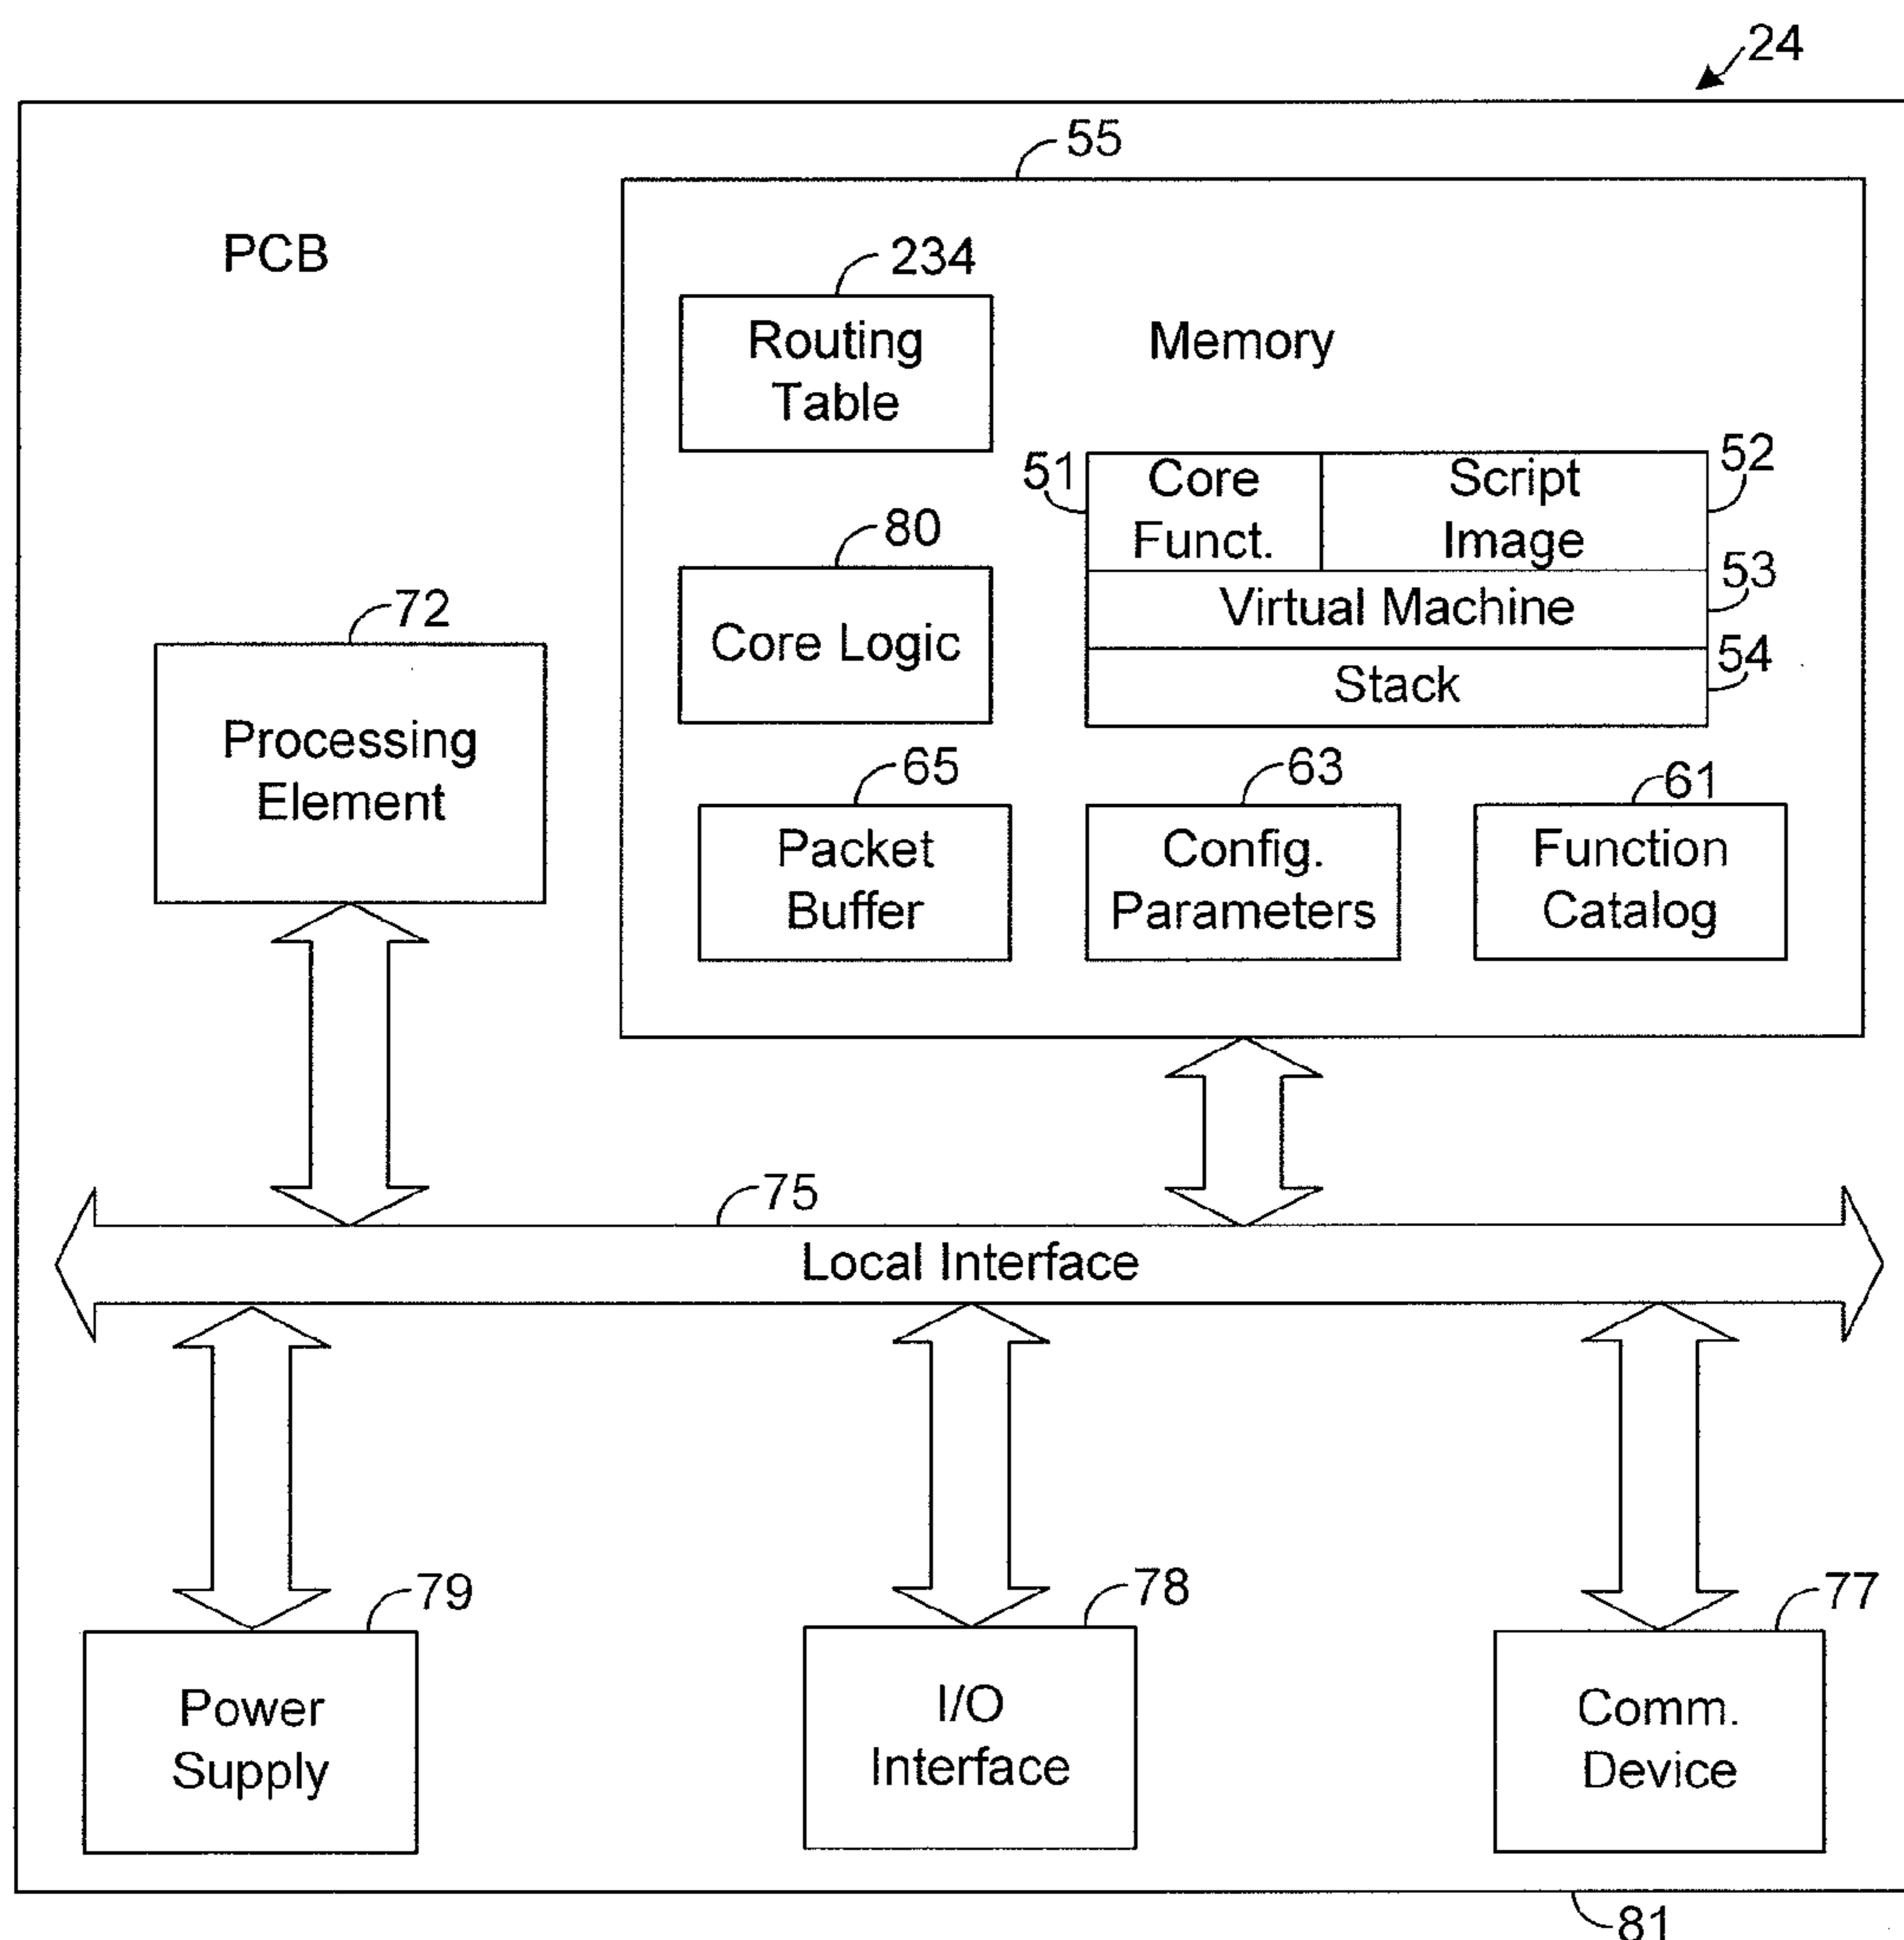 24
55
PCB
234
Routing
Table
Memory
51
Core
Funct.
Script
Image
52
80
Core Logic
Virtual Machine
53
Stack
54
72
Processing
Element
65
Packet
Buffer
63
Config.
Parameters
61
Function
Catalog
75
Local Interface
79
Power
Supply
78
I/O
Interface
77
Comm.
Device
81